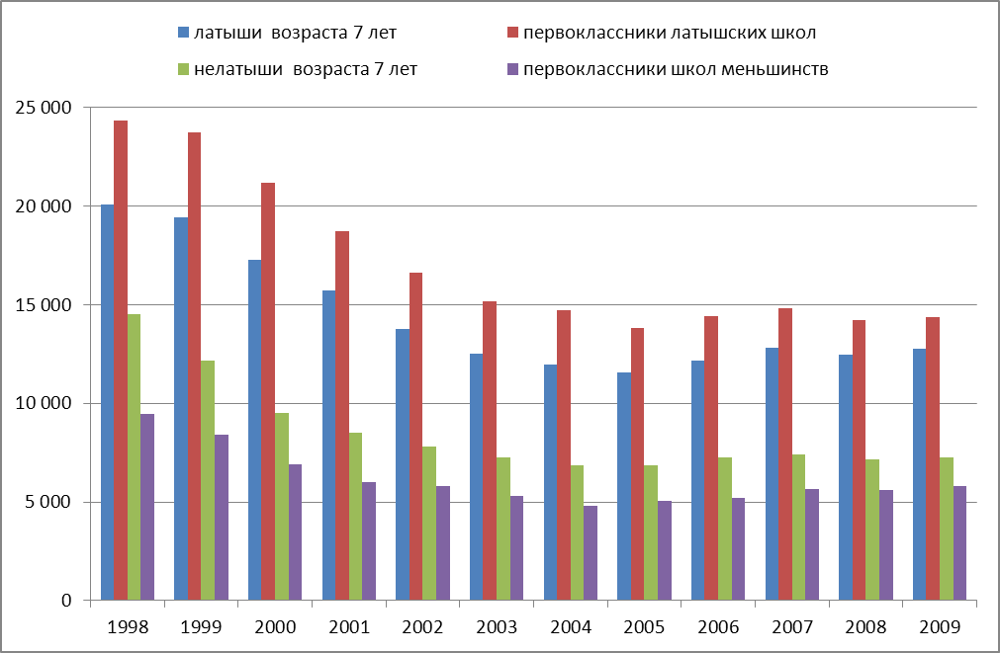 латыши  возраста 7 лет первоклассники латышских школ
нелатыши  возраста 7 лет первоклассники школ меньшинств
25 000
20 000
15 000
10 000
5 000
0
1998 1999 2000 2001 2002 2003 2004 2005 2006 2007 2008 2009